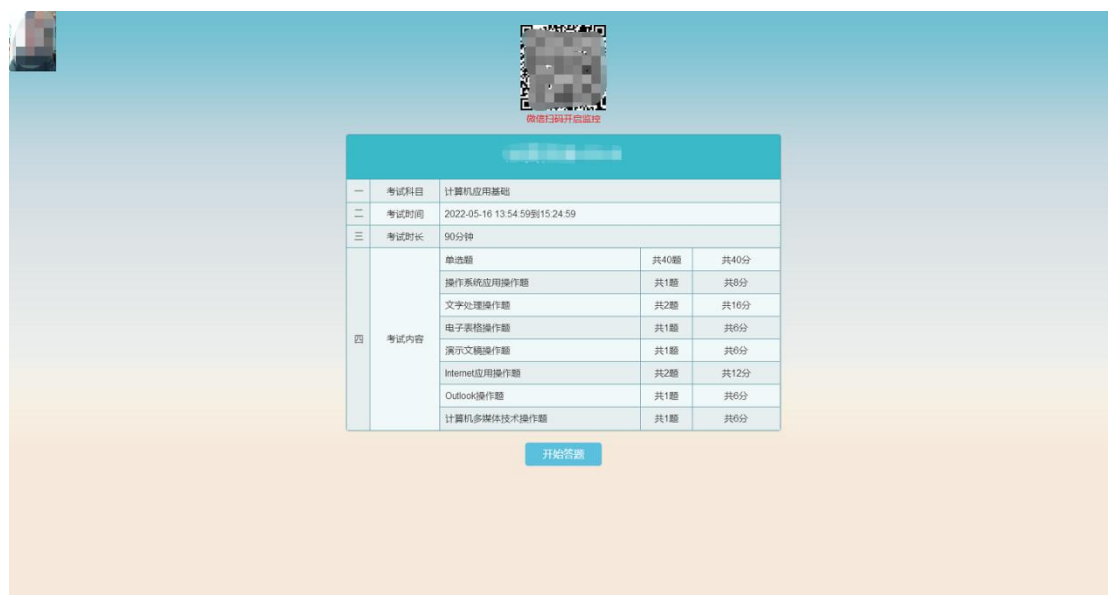 微信扫码开启监控
一 考试科目 计算机应用基础
二 考试时间 2022-05-16 13:54:59到15:24:59
三 考试时长 90分钟
四 考试内容
单选题 共40题 共40分
操作系统应用操作题 共1题 共8分
文字处理操作题 共2题 共16分
电子表格操作题 共1题 共6分
演示文稿操作题 共1题 共6分
Internet应用操作题 共2题 共12分
Outlook操作题 共1题 共6分
计算机多媒体技术操作题 共1题 共6分
开始答题